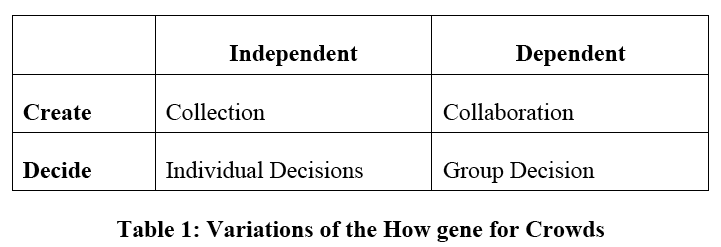 Independent Dependent
Create Collection Collaboration
Decide Individual Decisions Group Decision
Table 1: Variations of the How gene for Crowds